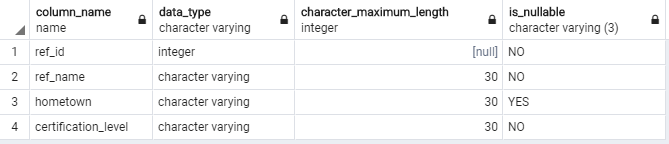 column_name data_type character_maximum_length is_nullable
name character varying integer character varying (3)
1 ref_id integer [null] NO
2 ref_name character varying 30 NO
3 hometown character varying 30 YES
4 certification_level character varying 30 NO